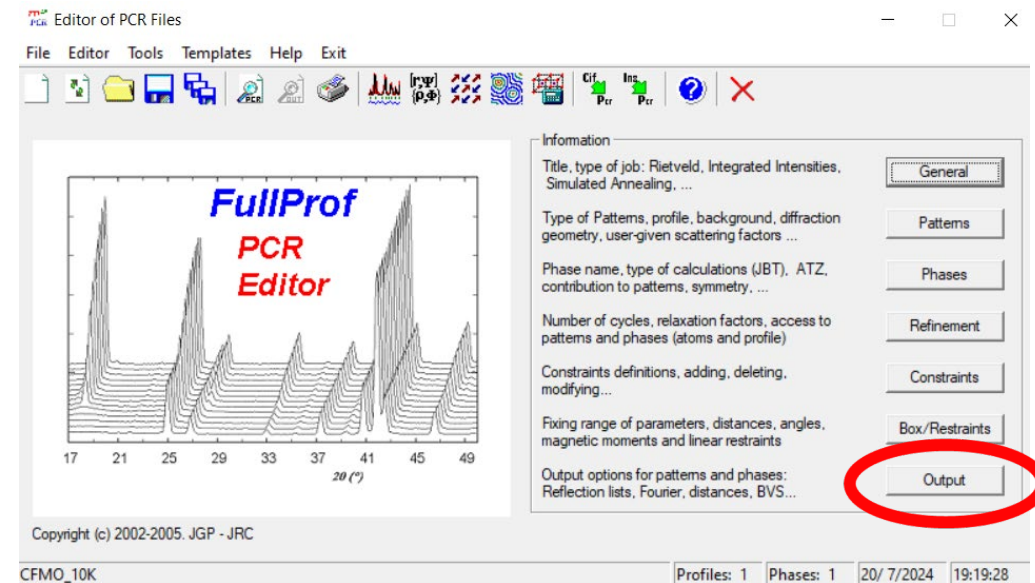 Editor of PCR Files
File Editor Tools Templates Help Exit
PCR
OUT
[r,Ψ]
(ρ,Φ)
Cif
Pcr
Ins
Pcr
Information
Title, type of job: Rietveld, Integrated Intensities,
Simulated Annealing, ...
General
Type of Patterns, profile, background, diffraction
geometry, user-given scattering factors ...
Patterns
Phase name, type of calculations (JBT), ATZ,
contribution to patterns, symmetry, ...
Phases
Number of cycles, relaxation factors, access to
patterns and phases (atoms and profile)
Refinement
Constraints definitions, adding, deleting,
modifying...
Constraints
Fixing range of parameters, distances, angles,
magnetic moments and linear restraints
Box/Restraints
Output options for patterns and phases:
Reflection lists, Fourier, distances, BVS...
Output
FullProf
PCR
Editor
17 21 25 29 33 37 41 45 49
2θ (°)
Copyright (c) 2002-2005. JGP - JRC
CFMO_10K
Profiles: 1 Phases: 1 20/ 7/2024 19:19:28